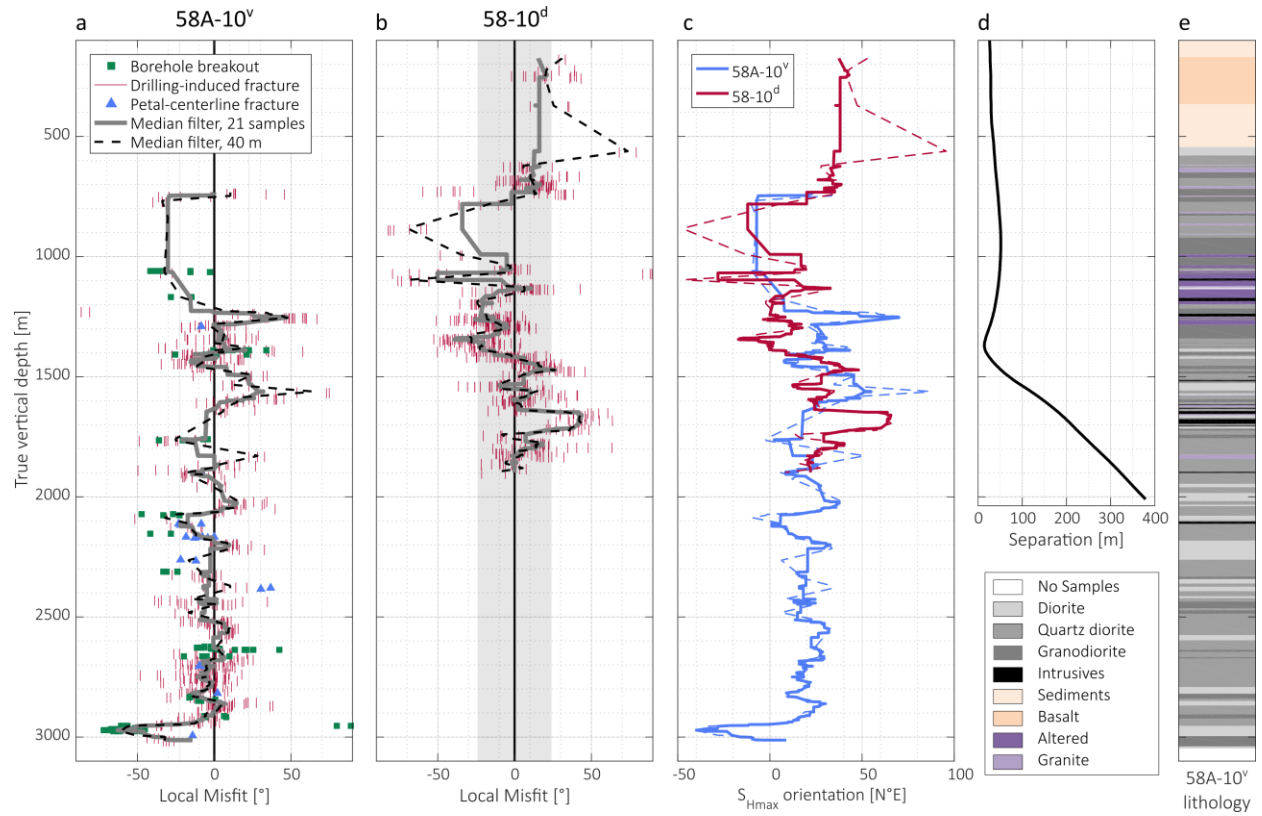 a
58A-10ᵛ
Borehole breakout
Drilling-induced fracture
Petal-centerline fracture
Median filter, 21 samples
Median filter, 40 m
500
1000
1500
2000
2500
3000
True vertical depth [m]
-50 0 50
Local Misfit [°]
b
58-10ᵈ
-50 0 50
Local Misfit [°]
c
58A-10ᵛ
58-10ᵈ
-50 0 50 100
S_Hmax orientation [N°E]
d
0 100 200 300 400
Separation [m]
No Samples
Diorite
Quartz diorite
Granodiorite
Intrusives
Sediments
Basalt
Altered
Granite
e
58A-10ᵛ
lithology